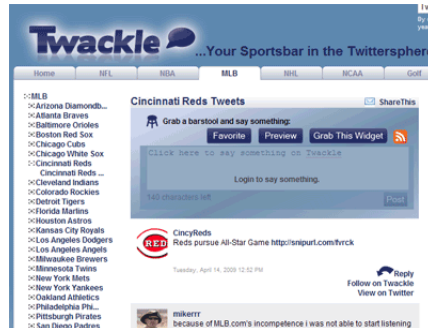 Twackle
...Your Sportsbar in the Twittersphere
Home NFL NBA MLB NHL NCAA Golf
MLB
Arizona Diamondb...
Atlanta Braves
Baltimore Orioles
Boston Red Sox
Chicago Cubs
Chicago White Sox
Cincinnati Reds
Cincinnati Reds ...
Cleveland Indians
Colorado Rockies
Detroit Tigers
Florida Marlins
Houston Astros
Kansas City Royals
Los Angeles Dodgers
Los Angeles Angels
Milwaukee Brewers
Minnesota Twins
New York Mets
New York Yankees
Oakland Athletics
Philadelphia Phi...
Pittsburgh Pirates
San Diego Padres
Cincinnati Reds Tweets
ShareThis
Grab a barstool and say something:
Favorite Preview Grab This Widget
Click here to say something on Twackle
Login to say something.
140 characters left
Post
RED
CincyReds
Reds pursue All-Star Game http://snipurl.com/fvrck
Tuesday, April 14, 2009 12:52 PM
Reply
Follow on Twackle
View on Twitter
mikerrr
because of MLB.com's incompetence i was not able to start listening